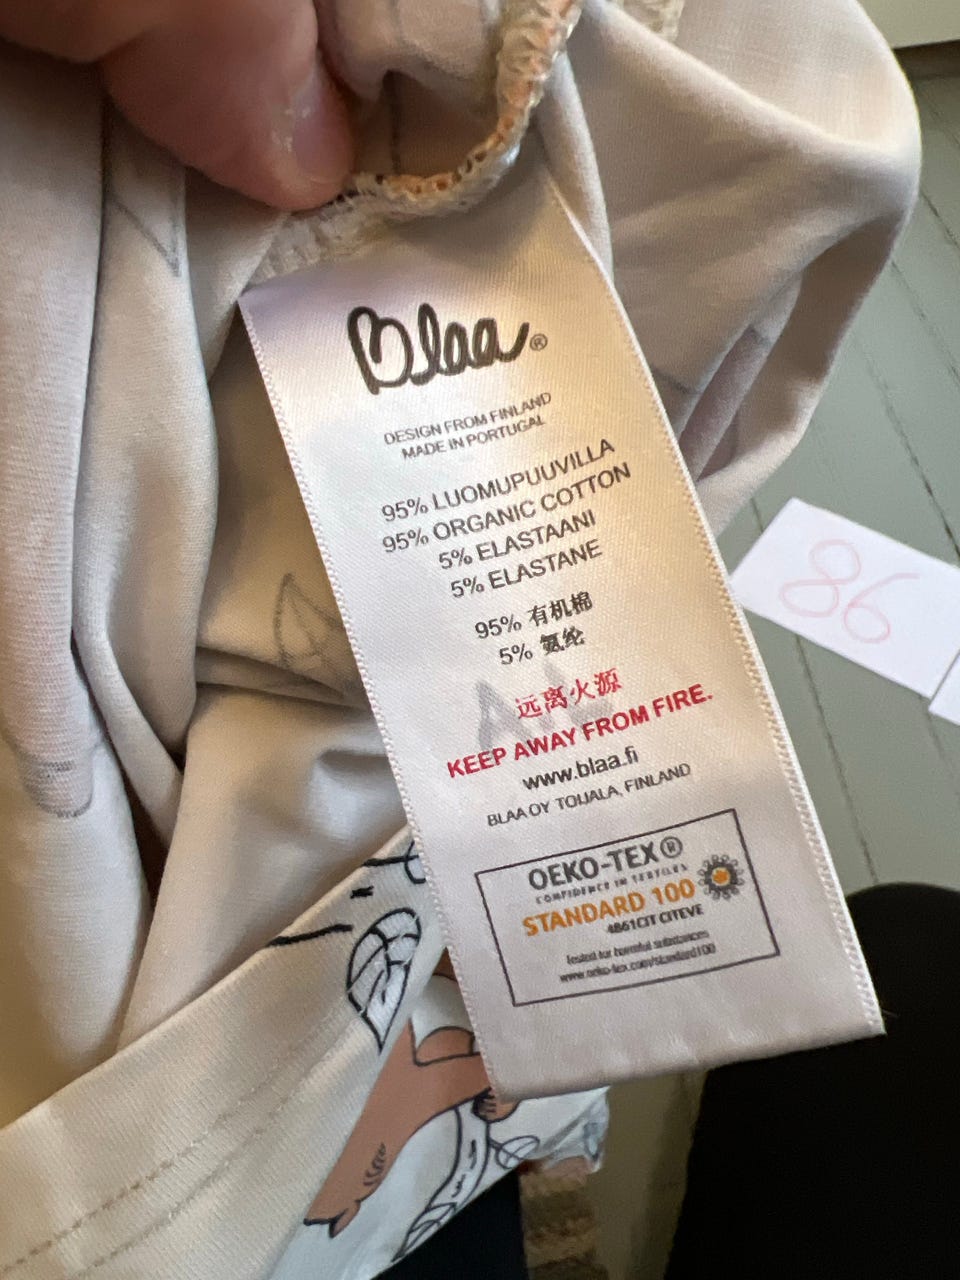 Blaa®
DESIGN FROM FINLAND
MADE IN PORTUGAL
95% LUOMUPUUVILLA
95% ORGANIC COTTON
5% ELASTAANI
5% ELASTANE
95% 有机棉
5% 氨纶
远离火源
KEEP AWAY FROM FIRE.
www.blaa.fi
BLAA OY TOIJALA, FINLAND
OEKO-TEX®
CONFIDENCE IN TEXTILES
STANDARD 100
4861CIT CITEVE
Tested for harmful substances
www.oeko-tex.com/standard100
86